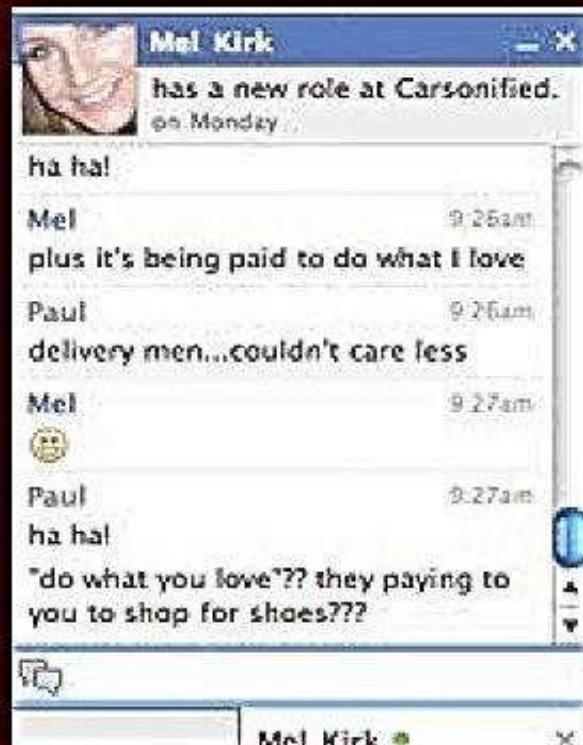 Mel Kirk
has a new role at Carsonified.
on Monday
ha ha!
Mel 9:26am
plus it's being paid to do what I love
Paul 9:26am
delivery men...couldn't care less
Mel 9:27am
Paul 9:27am
ha ha!
"do what you love"?? they paying to
you to shop for shoes???
Mel Kirk